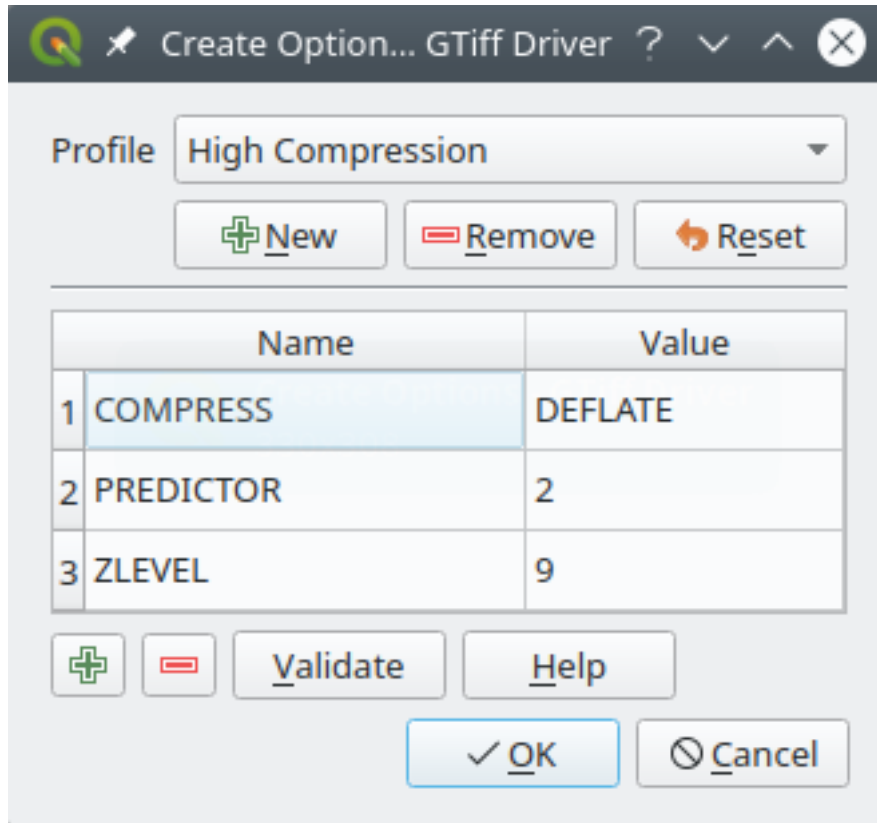 Create Option... GTiff Driver ?
Profile High Compression
New Remove Reset
Name Value
1 COMPRESS DEFLATE
2 PREDICTOR 2
3 ZLEVEL 9
Validate Help
OK Cancel